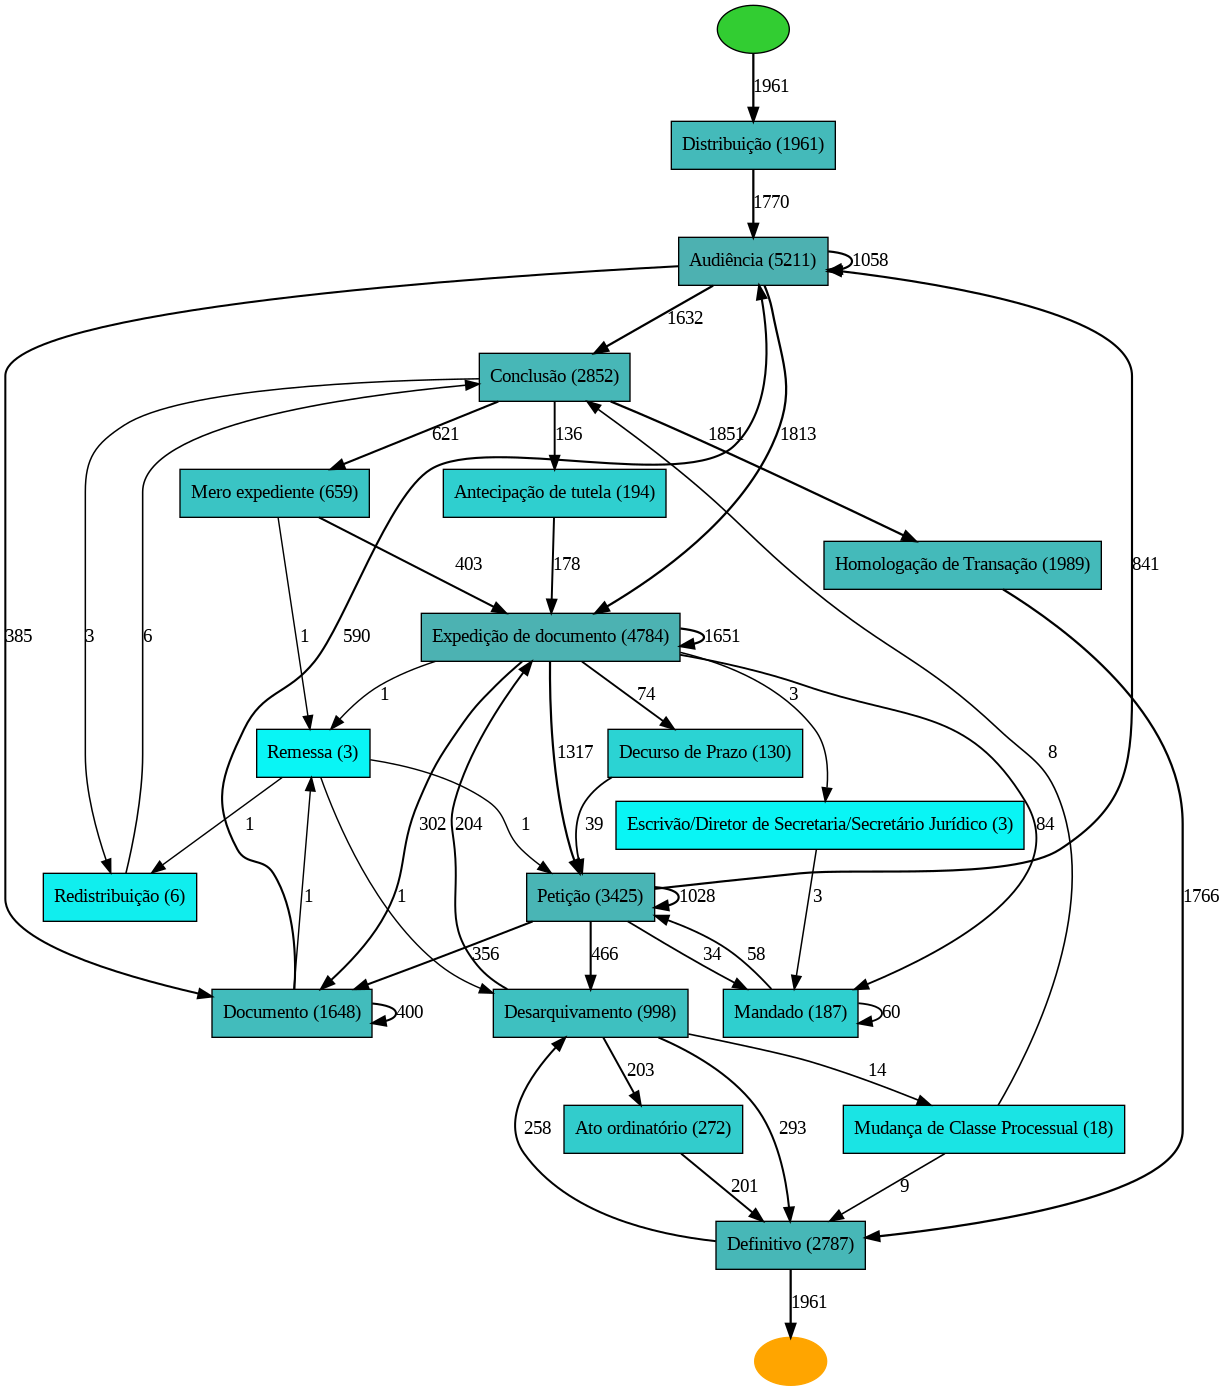 1961
Distribuição (1961)
1770
Audiência (5211)
1058
1632
Conclusão (2852)
621
136
1851
1813
Mero expediente (659)
Antecipação de tutela (194)
Homologação de Transação (1989)
403
178
841
385
3
6
1
590
Expedição de documento (4784)
1651
1
74
3
Remessa (3)
1317
Decurso de Prazo (130)
8
1
302
204
1
39
Escrivão/Diretor de Secretaria/Secretário Jurídico (3)
84
Redistribuição (6)
1
1
Petição (3425)
1028
3
1766
356
466
34
58
Documento (1648)
400
Desarquivamento (998)
Mandado (187)
60
203
14
258
Ato ordinatório (272)
293
Mudança de Classe Processual (18)
201
9
Definitivo (2787)
1961